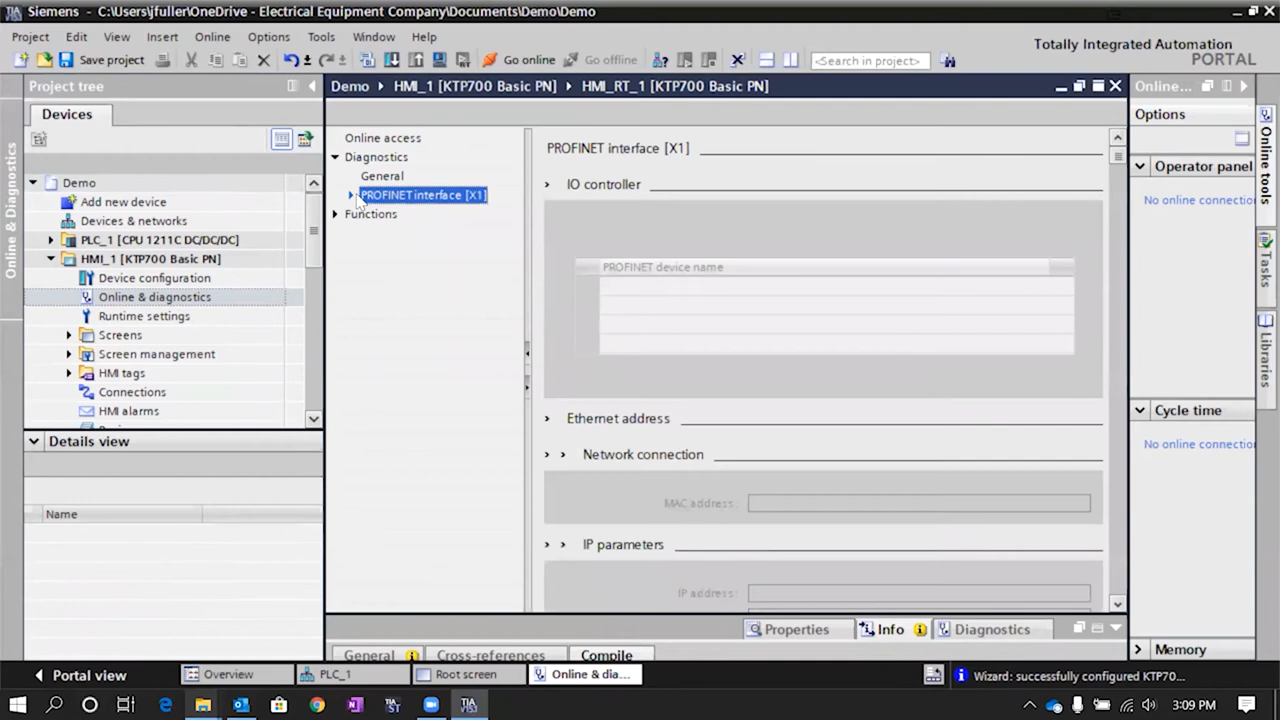 Siemens - C:\Users\jfuller\OneDrive - Electrical Equipment Company\Documents\Demo\Demo
Project Edit View Insert Online Options Tools Window Help
Totally Integrated Automation
PORTAL
Save project Go online Go offline <Search in project>
Project tree
Demo HMI_1 [KTP700 Basic PN] HMI_RT_1 [KTP700 Basic PN]
Online...
Devices
Options
Online & Diagnostics
Demo
Add new device
Devices & networks
PLC_1 [CPU 1211C DC/DC/DC]
HMI_1 [KTP700 Basic PN]
Device configuration
Online & diagnostics
Runtime settings
Screens
Screen management
HMI tags
Connections
HMI alarms
Details view
Name
Online access
Diagnostics
General
PROFINET interface [X1]
Functions
PROFINET interface [X1]
IO controller
PROFINET device name
Ethernet address
Network connection
MAC address:
IP parameters
IP address:
Operator panel
No online connection
Cycle time
No online connection
Memory
Online tools
Tasks
Libraries
Properties Info Diagnostics
General Cross-references Compile
Portal view Overview PLC_1 Root screen Online & dia... Wizard: successfully configured KTP70...
3:09 PM